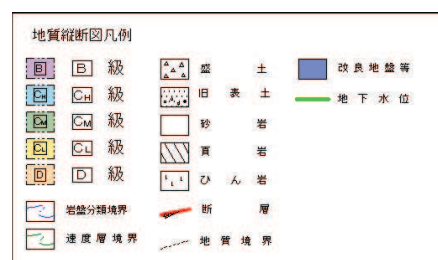 地質縦断図凡例
B B 級
CH CH 級
CM CM 級
CL CL 級
D D 級
岩盤分類境界
速度層境界
盛土
旧表土
砂岩
頁岩
ひん岩
断層
地質境界
改良地盤等
地下水位